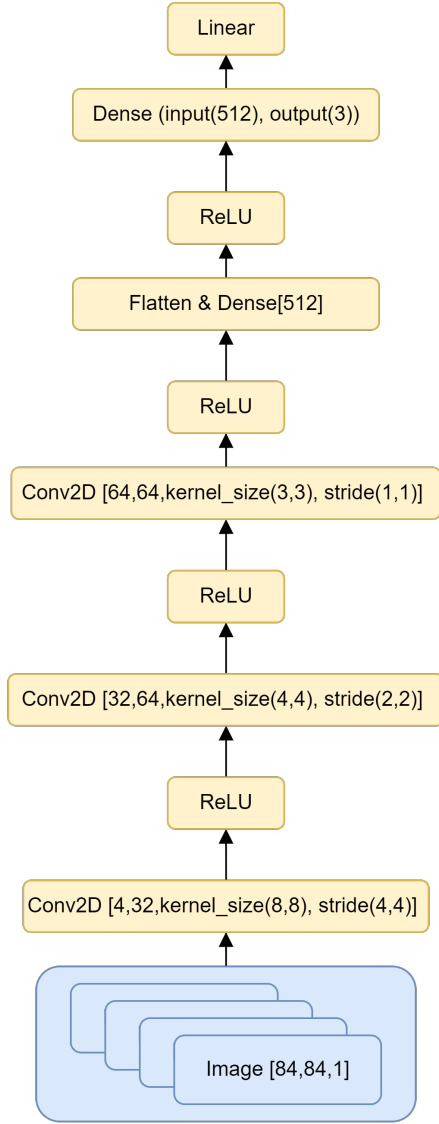 Linear
Dense (input(512), output(3))
ReLU
Flatten & Dense[512]
ReLU
Conv2D [64,64,kernel_size(3,3), stride(1,1)]
ReLU
Conv2D [32,64,kernel_size(4,4), stride(2,2)]
ReLU
Conv2D [4,32,kernel_size(8,8), stride(4,4)]
Image [84,84,1]